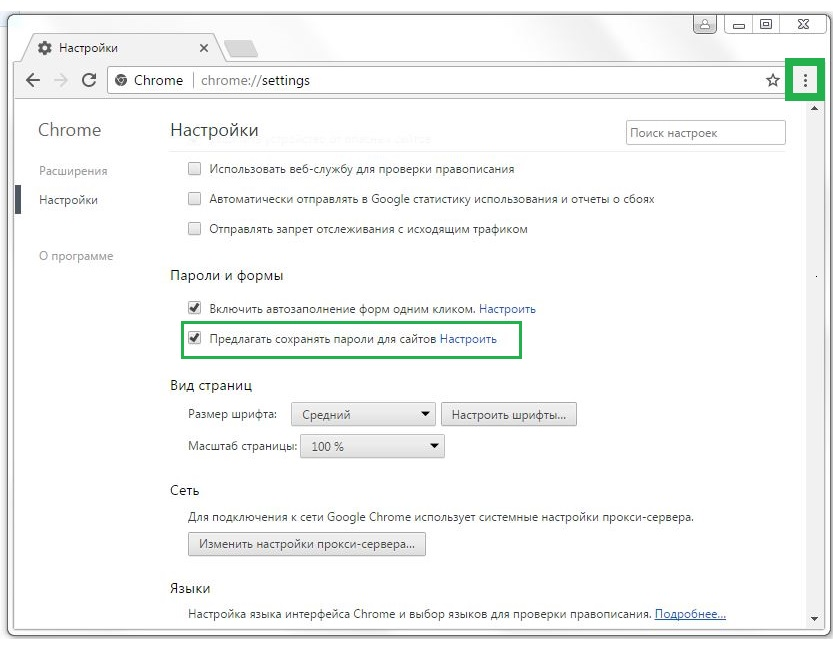 Настройки
Chrome | chrome://settings
Chrome
Настройки
Поиск настроек
Расширения
Настройки
О программе
Использовать веб-службу для проверки правописания
Автоматически отправлять в Google статистику использования и отчеты о сбоях
Отправлять запрет отслеживания с исходящим трафиком
Пароли и формы
Включить автозаполнение форм одним кликом. Настроить
Предлагать сохранять пароли для сайтов Настроить
Вид страниц
Размер шрифта: Средний Настроить шрифты...
Масштаб страницы: 100 %
Сеть
Для подключения к сети Google Chrome использует системные настройки прокси-сервера.
Изменить настройки прокси-сервера...
Языки
Настройка языка интерфейса Chrome и выбор языков для проверки правописания. Подробнее...